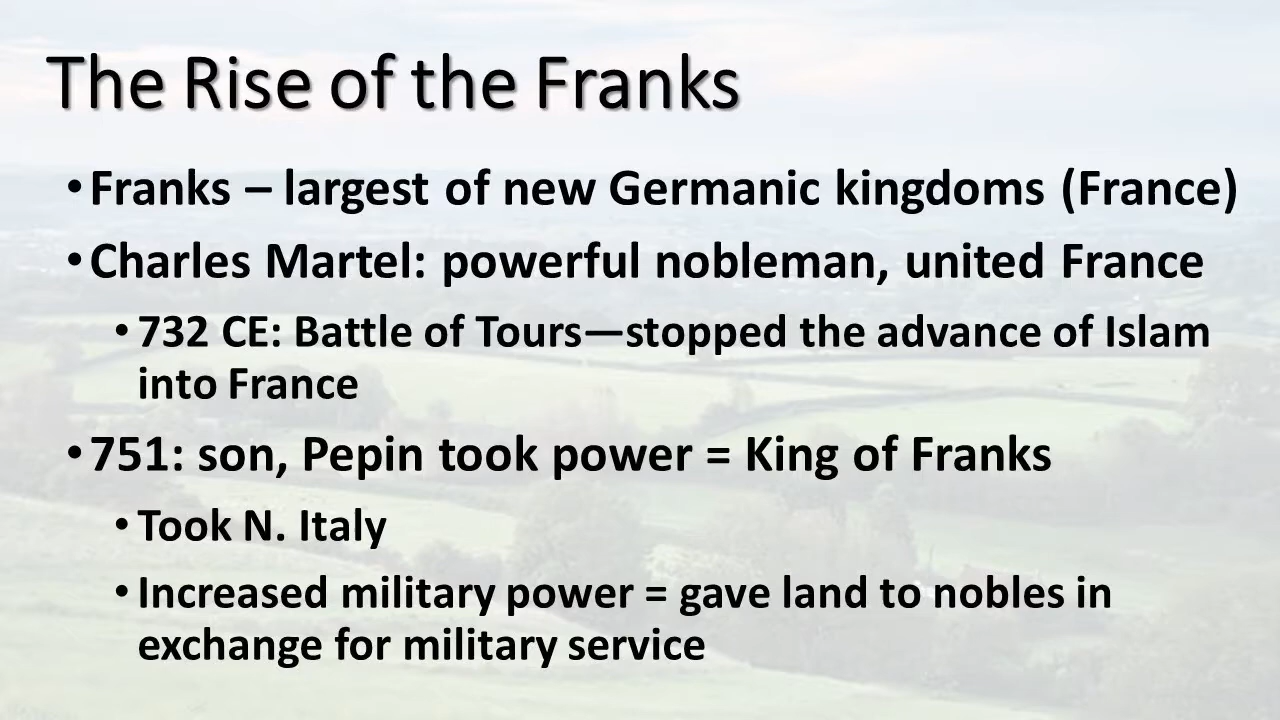 The Rise of the Franks
•Franks – largest of new Germanic kingdoms (France)
•Charles Martel: powerful nobleman, united France
•732 CE: Battle of Tours—stopped the advance of Islam
into France
•751: son, Pepin took power = King of Franks
•Took N. Italy
•Increased military power = gave land to nobles in
exchange for military service